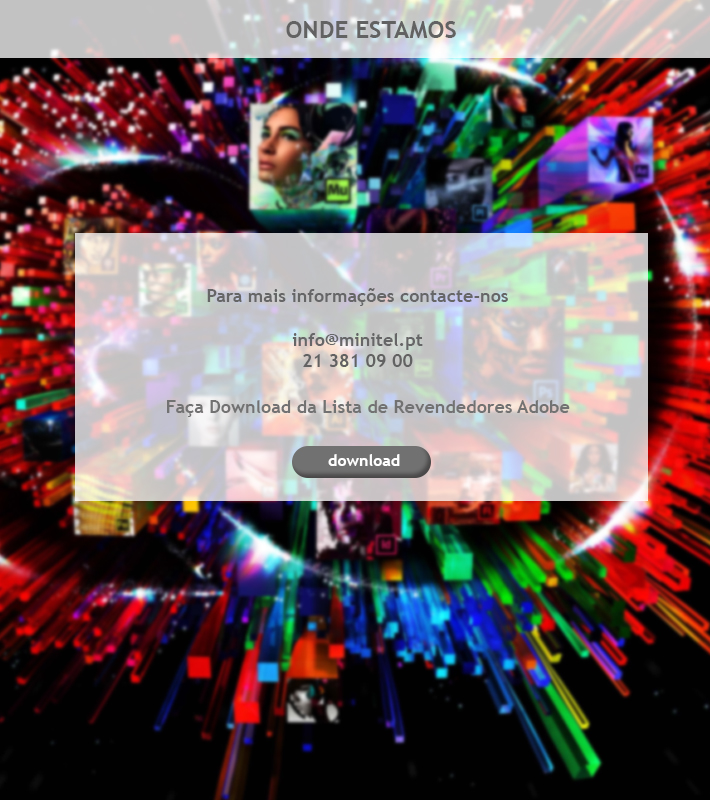 ONDE ESTAMOS
Mu
Para mais informações contacte-nos
info@minitel.pt
21 381 09 00
Faça Download da Lista de Revendedores Adobe
download